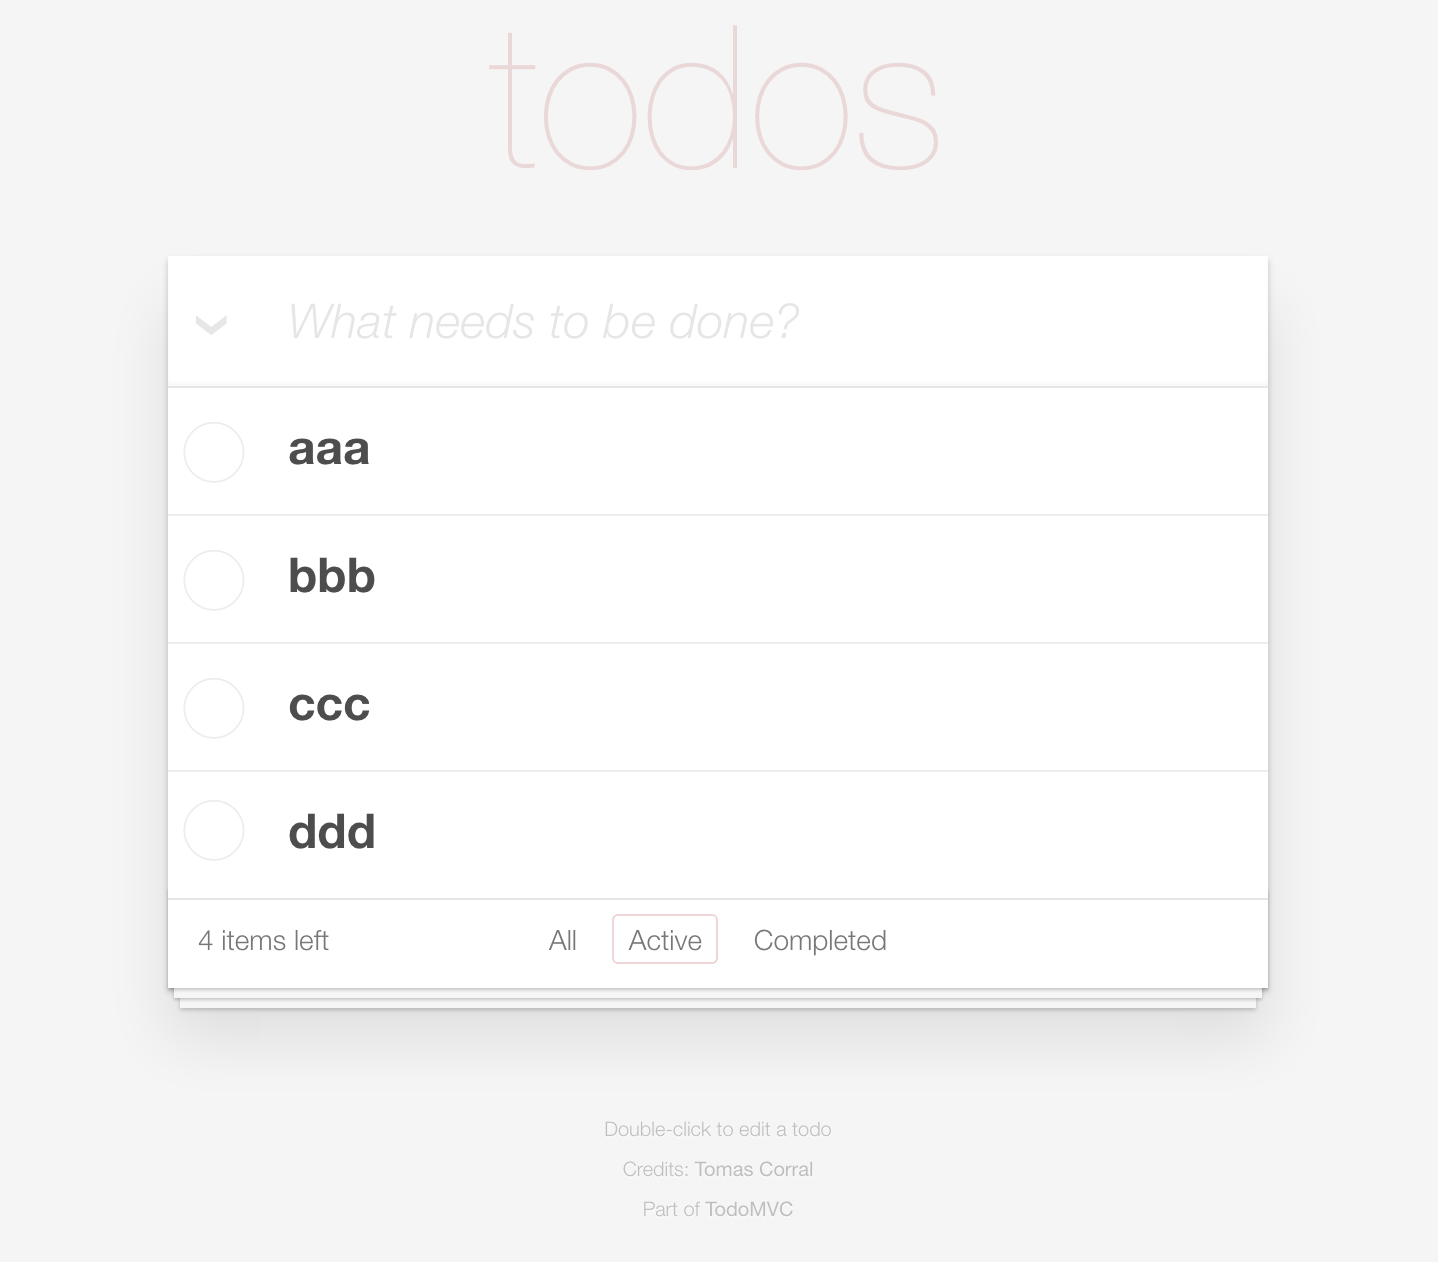 todos
What needs to be done?
aaa
bbb
ccc
ddd
4 items left All Active Completed
Double-click to edit a todo
Credits: Tomas Corral
Part of TodoMVC